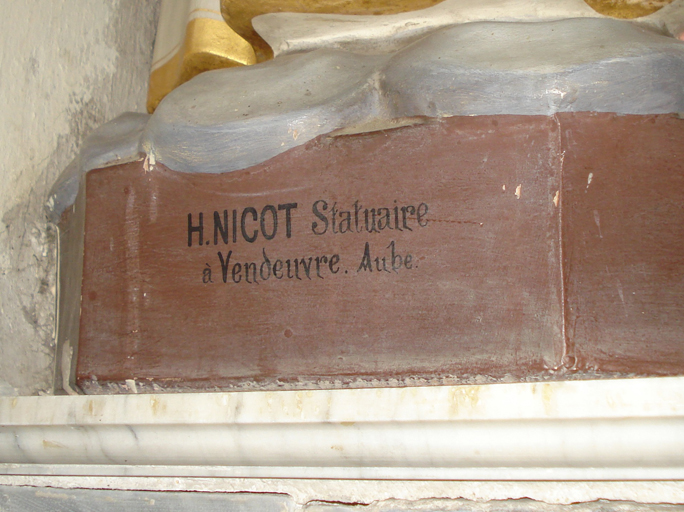 H. NICOT Statuaire
à Vendeuvre. Aube.